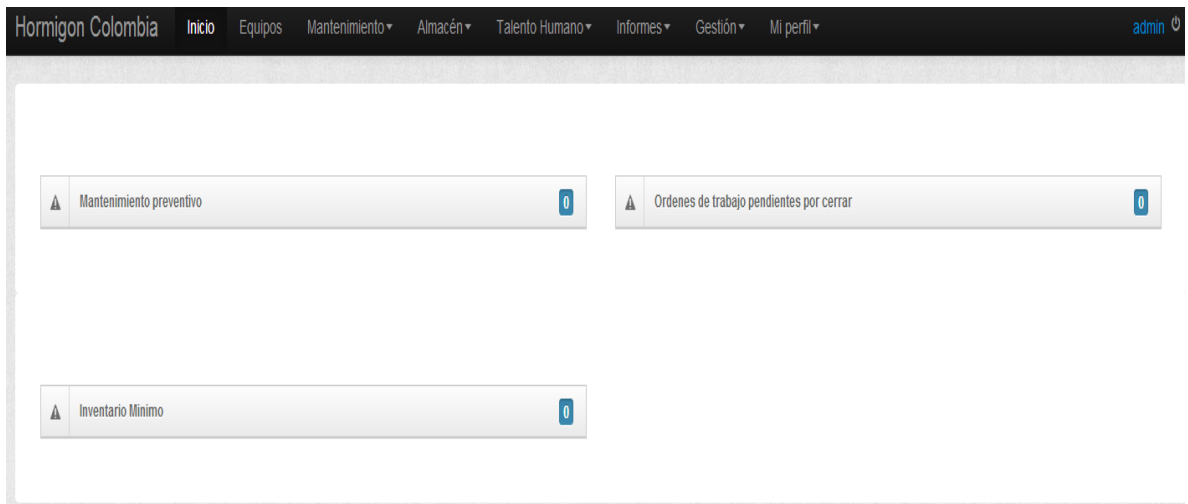 Hormigon Colombia Inicio Equipos Mantenimiento Almacén Talento Humano Informes Gestión Mi perfil admin
Mantenimiento preventivo 0 Ordenes de trabajo pendientes por cerrar 0
Inventario Minimo 0